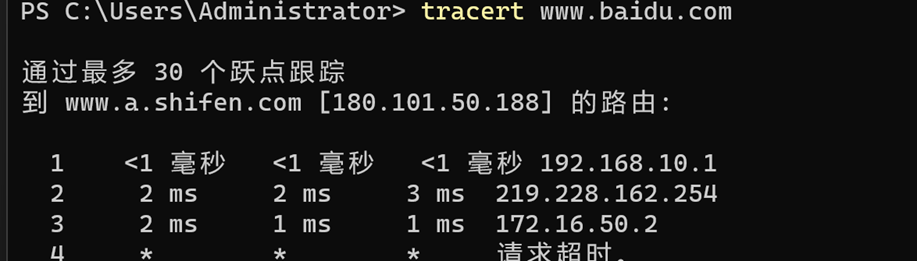 PS C:\Users\Administrator> tracert www.baidu.com
通过最多 30 个跃点跟踪
到 www.a.shifen.com [180.101.50.188] 的路由:
1 <1 毫秒 <1 毫秒 <1 毫秒 192.168.10.1
2 2 ms 2 ms 3 ms 219.228.162.254
3 2 ms 1 ms 1 ms 172.16.50.2
4 * * * 请求超时.